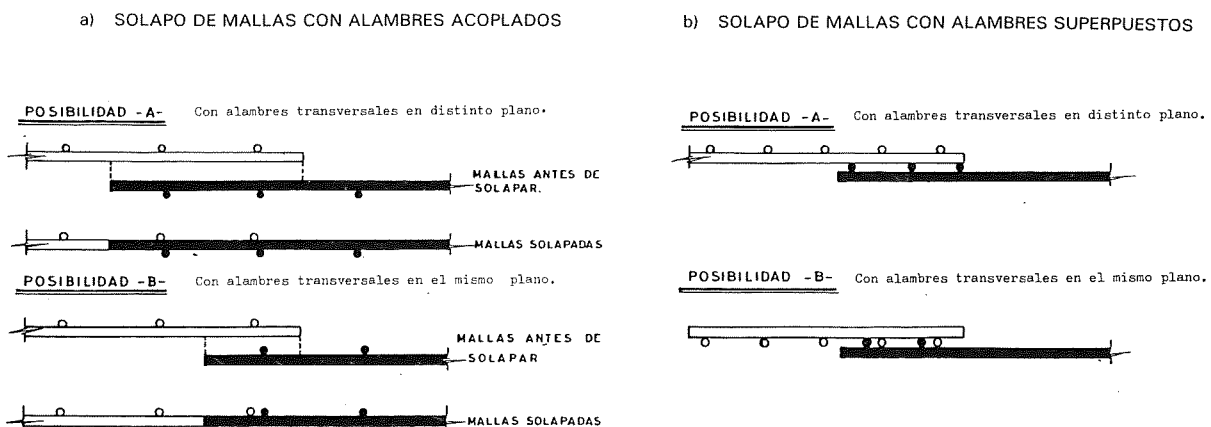 a) SOLAPO DE MALLAS CON ALAMBRES ACOPLADOS
POSIBILIDAD -A- Con alambres transversales en distinto plano.
MALLAS ANTES DE
SOLAPAR.
MALLAS SOLAPADAS
POSIBILIDAD -B- Con alambres transversales en el mismo plano.
MALLAS ANTES DE
SOLAPAR
MALLAS SOLAPADAS
b) SOLAPO DE MALLAS CON ALAMBRES SUPERPUESTOS
POSIBILIDAD -A- Con alambres transversales en distinto plano.
POSIBILIDAD -B- Con alambres transversales en el mismo plano.